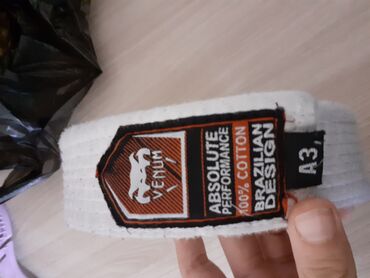 VENUM
ABSOLUTE
PERFORMANCE
100% COTTON
BRAZILIAN
DESIGN
A3